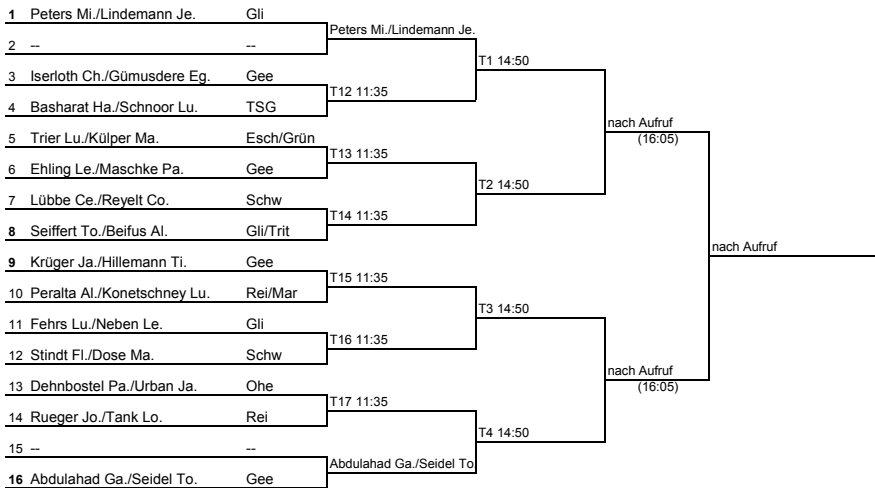 1 Peters Mi./Lindemann Je. Gli
Peters Mi./Lindemann Je.
2 -- --
T1 14:50
3 Iserloth Ch./Gümusdere Eg. Gee
T12 11:35
4 Basharat Ha./Schnoor Lu. TSG
nach Aufruf
(16:05)
5 Trier Lu./Külper Ma. Esch/Grün
T13 11:35
6 Ehling Le./Maschke Pa. Gee
T2 14:50
7 Lübbe Ce./Reyelt Co. Schw
T14 11:35
8 Seiffert To./Beifus Al. Gli/Trit
nach Aufruf
9 Krüger Ja./Hillemann Ti. Gee
T15 11:35
10 Peralta Al./Konetschney Lu. Rei/Mar
T3 14:50
11 Fehrs Lu./Neben Le. Gli
T16 11:35
12 Stindt Fl./Dose Ma. Schw
nach Aufruf
(16:05)
13 Dehnbostel Pa./Urban Ja. Ohe
T17 11:35
14 Rueger Jo./Tank Lo. Rei
T4 14:50
15 -- --
Abdulahad Ga./Seidel To
16 Abdulahad Ga./Seidel To. Gee